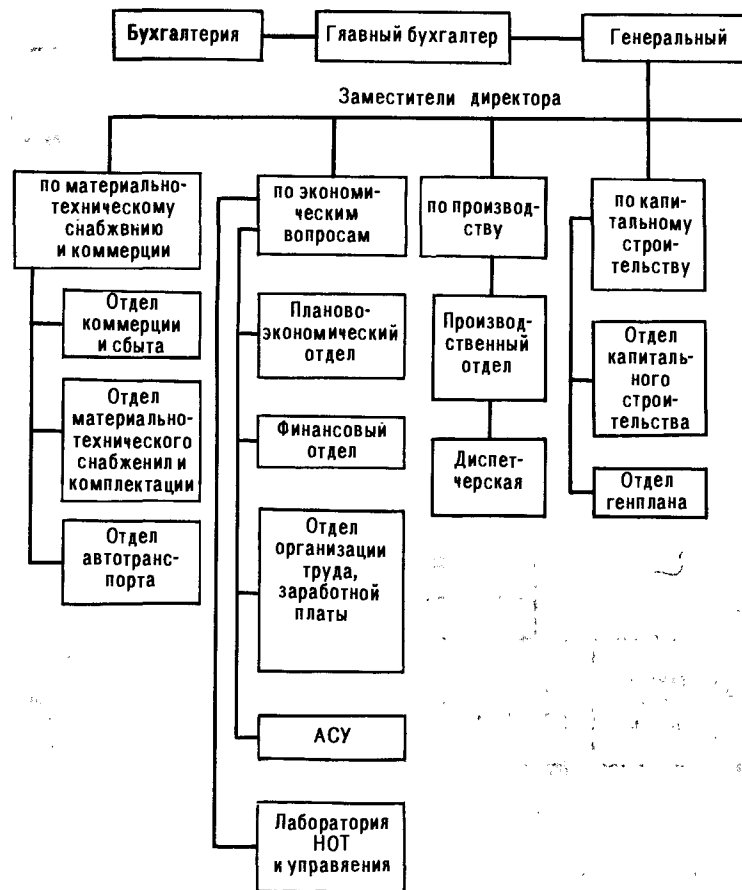 Бухгалтерия
Главный бухгалтер
Генеральный
Заместители директора
по материально-
техническому
снабжвнию
и коммерции
Отдел
коммерции
и сбыта
Отдел
материально-
технического
снабжения и
комплектации
Отдел
автотранс-
порта
по экономи-
ческим
вопросам
Планово-
экономический
отдел
Финансовый
отдел
Отдел
организации
труда,
заработной
платы
АСУ
Лаборатория
НОТ
и управяения
по производ-
ству
Производ-
ственный
отдел
Диспет-
черская
по капи-
тальному
строи-
тельству
Отдел
капиталь-
ного
строи-
тельства
Отдел
генплана